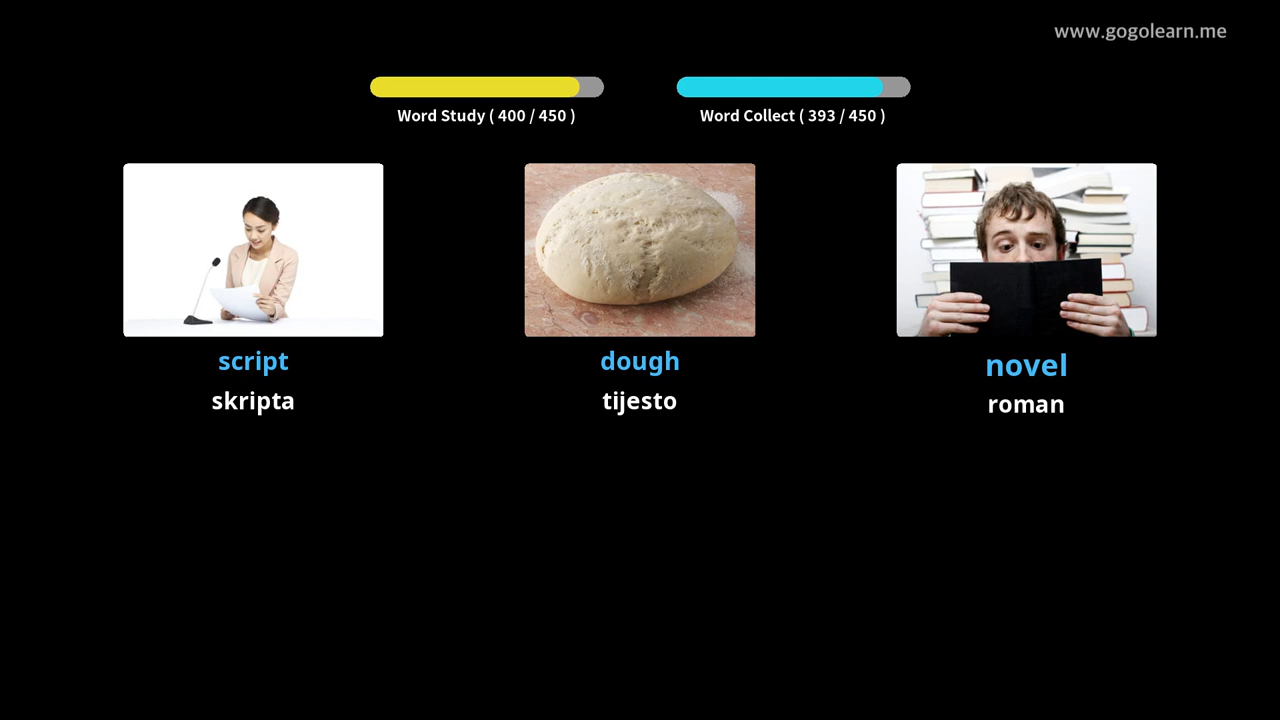 www.gogolearn.me
Word Study ( 400 / 450 )
Word Collect ( 393 / 450 )
script
skripta
dough
tijesto
novel
roman